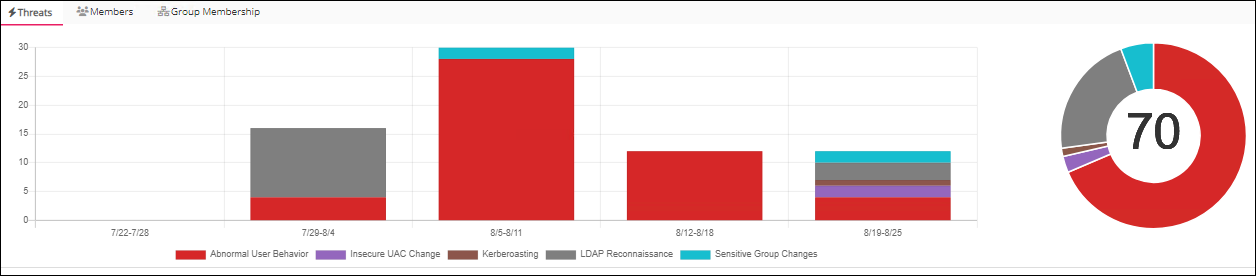 Threats Members Group Membership
30
25
20
15
10
5
0
7/22-7/28 7/29-8/4 8/5-8/11 8/12-8/18 8/19-8/25
Abnormal User Behavior Insecure UAC Change Kerberoasting LDAP Reconnaissance Sensitive Group Changes
70